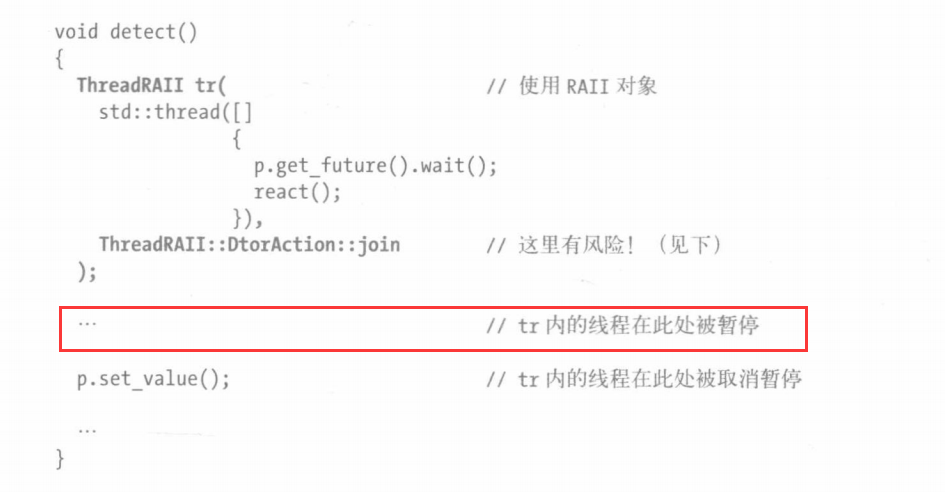 void detect()
{
ThreadRAII tr( // 使用 RAII 对象
std::thread([]
{
p.get_future().wait();
react();
}),
ThreadRAII::DtorAction::join // 这里有风险！（见下）
);
… // tr 内的线程在此处被暂停
p.set_value(); // tr 内的线程在此处被取消暂停
…
}